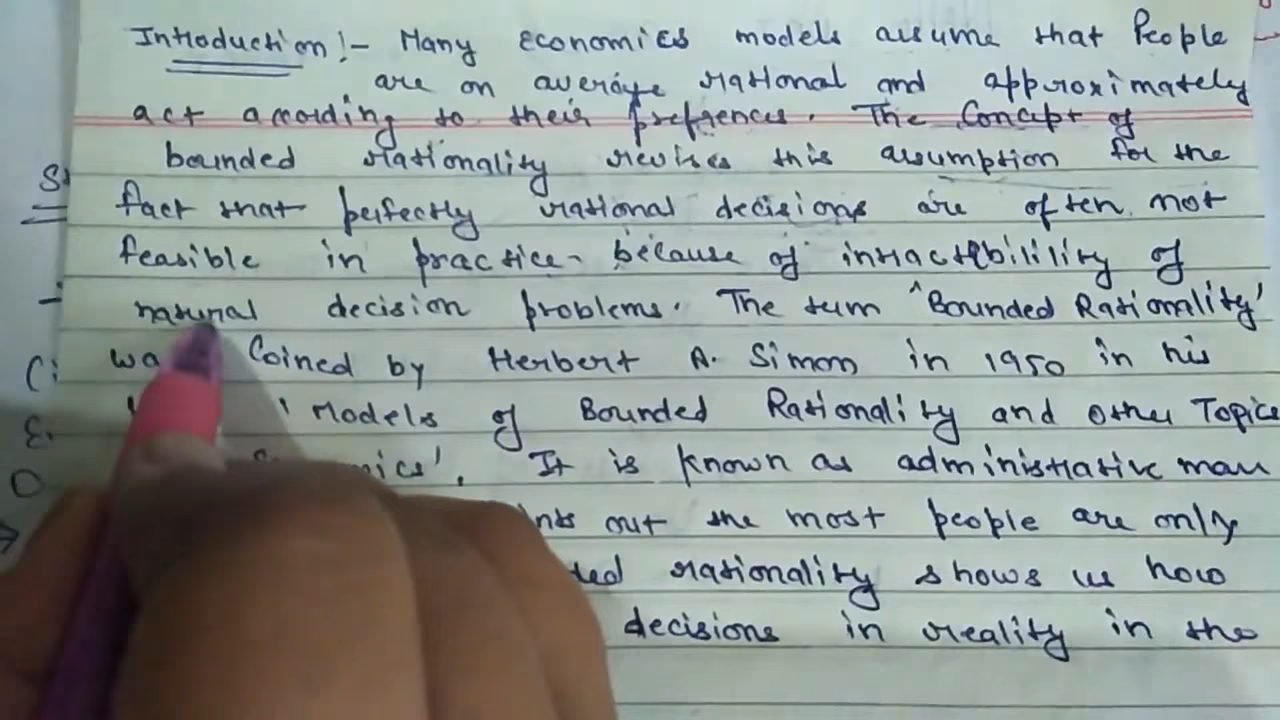 Introduction :- Many economics models assume that People
are on average rational and approximately
act according to their prefrences. The Concept of
bounded rationality revises this assumption for the
fact that perfectly rational decisions are often not
feasible in practice because of intractibility of
natural decision problems. The turm 'Bounded Rationality'
Coined by Herbert A. Simon in 1950 in his
Models of Bounded Rationality and other Topics
It is known as administrative man
out the most people are only
rationality shows us how
decisions in reality in the